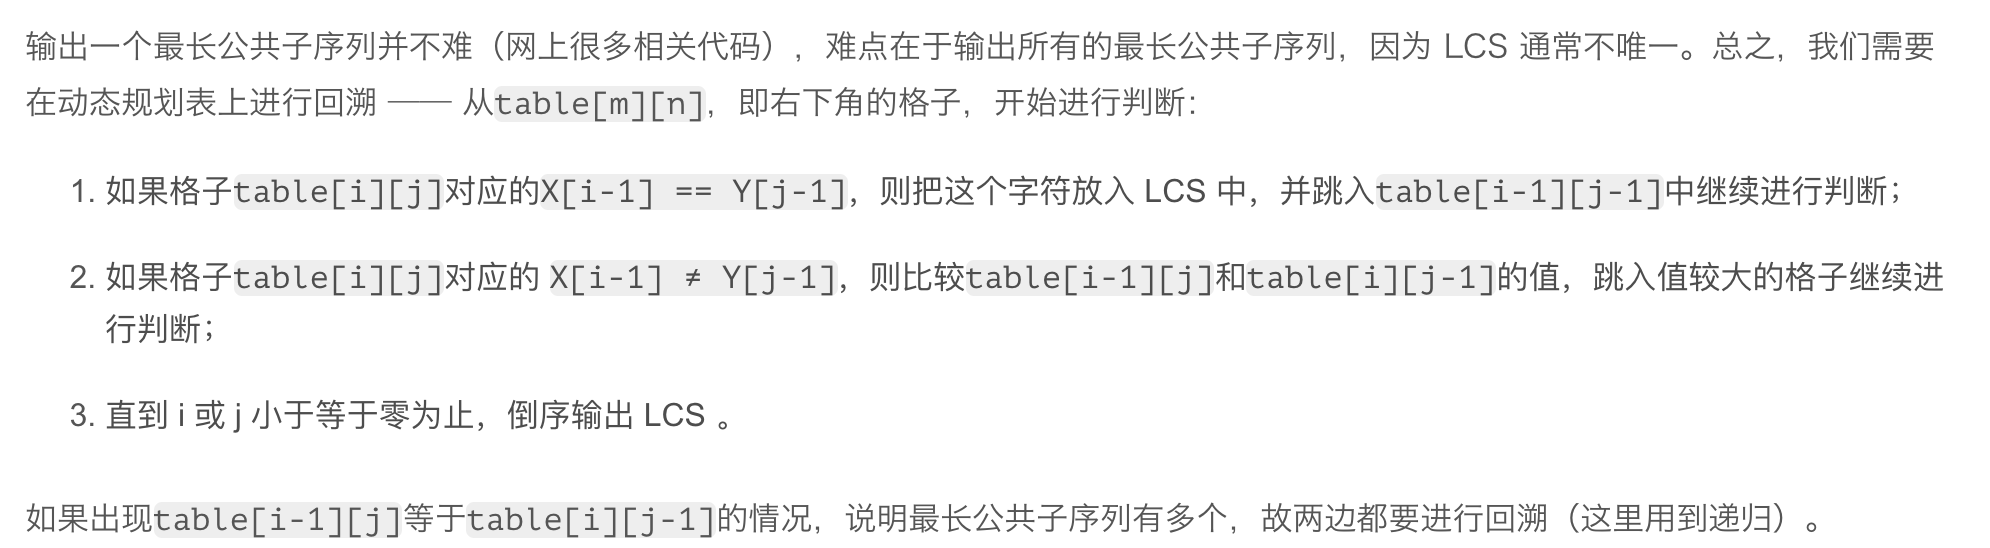 输出一个最长公共子序列并不难（网上很多相关代码），难点在于输出所有的最长公共子序列，因为 LCS 通常不唯一。总之，我们需要
在动态规划表上进行回溯 —— 从table[m][n]，即右下角的格子，开始进行判断：
1. 如果格子table[i][j]对应的X[i-1] == Y[j-1]，则把这个字符放入 LCS 中，并跳入table[i-1][j-1]中继续进行判断；
2. 如果格子table[i][j]对应的 X[i-1] ≠ Y[j-1]，则比较table[i-1][j]和table[i][j-1]的值，跳入值较大的格子继续进
行判断；
3. 直到 i 或 j 小于等于零为止，倒序输出 LCS 。
如果出现table[i-1][j]等于table[i][j-1]的情况，说明最长公共子序列有多个，故两边都要进行回溯（这里用到递归）。